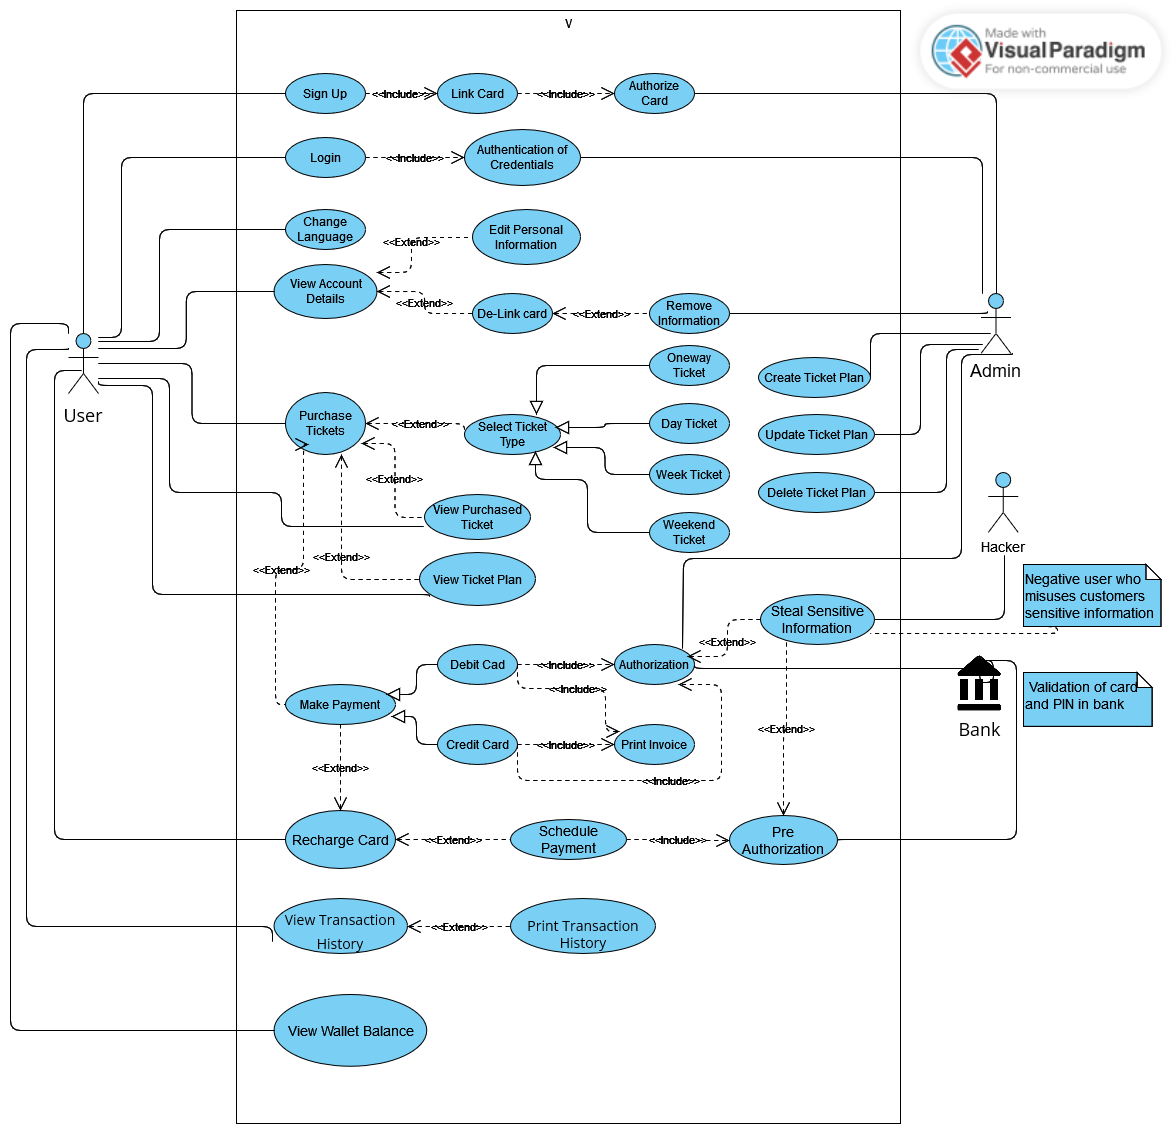 V
Made with
Visual Paradigm
For non-commercial use
Sign Up
<<Include>>
Link Card
<<Include>>
Authorize
Card
Login
<<Include>>
Authentication of
Credentials
Change
Language
<<Extend>>
Edit Personal
Information
View Account
Details
<<Extend>>
De-Link card
<<Extend>>
Remove
Information
User
Admin
Oneway
Ticket
Create Ticket Plan
Purchase
Tickets
<<Extend>>
Select Ticket
Type
Day Ticket
Update Ticket Plan
Week Ticket
<<Extend>>
Delete Ticket Plan
View Purchased
Ticket
Weekend
Ticket
Hacker
<<Extend>>
<<Extend>>
View Ticket Plan
Negative user who
misuses customers
sensitive information
Steal Sensitive
Information
<<Extend>>
Debit Cad
<<Include>>
Authorization
<<Include>>
Validation of card
and PIN in bank
Make Payment
Bank
<<Extend>>
Credit Card
<<Include>>
Print Invoice
<<Extend>>
<<Include>>
Recharge Card
<<Extend>>
Schedule
Payment
<<Include>>
Pre
Authorization
View Transaction
History
<<Extend>>
Print Transaction
History
View Wallet Balance